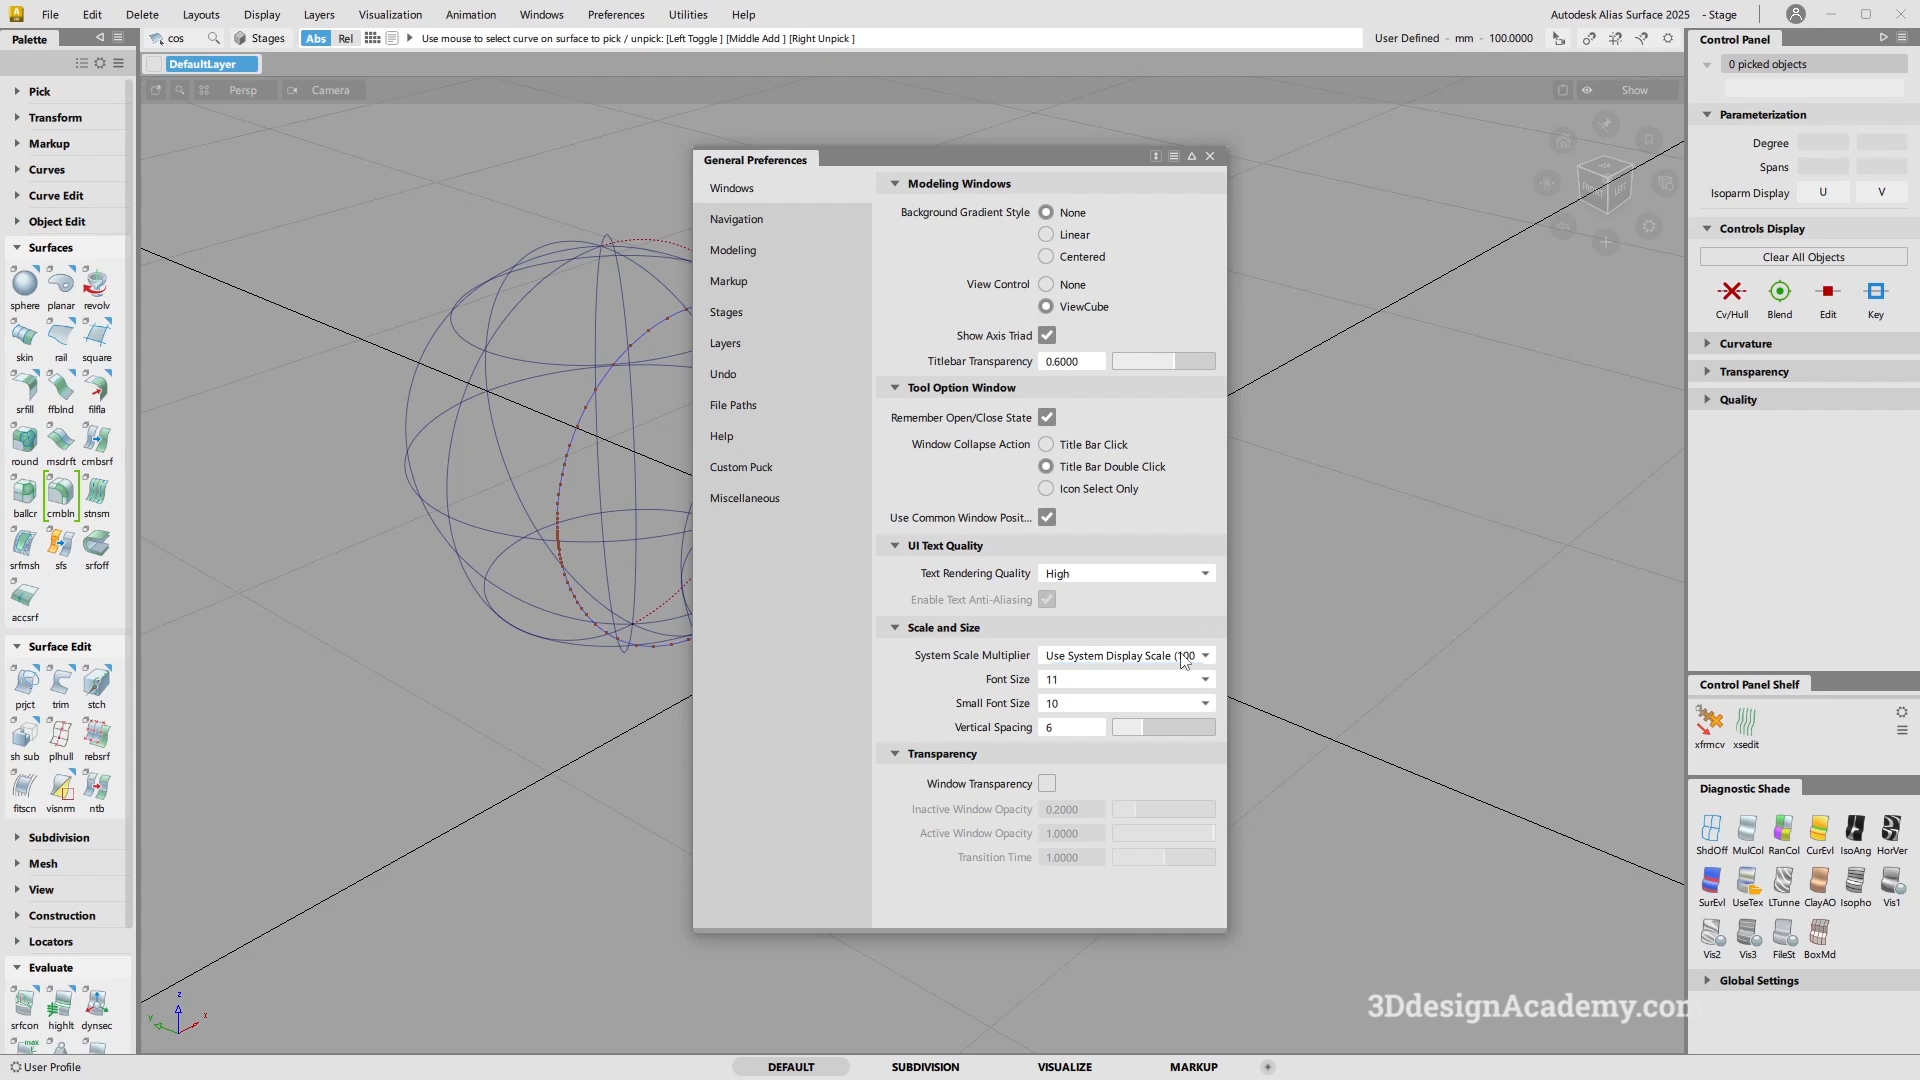 File Edit Delete Layouts Display Layers Visualization Animation Windows Preferences Utilities Help
Autodesk Alias Surface 2025 - Stage
Palette
cos
Stages
Abs Rel
Use mouse to select curve on surface to pick / unpick: [Left Toggle ] [Middle Add ] [Right Unpick ]
User Defined - mm - 100.0000
DefaultLayer
Persp
Camera
Show
Pick
Transform
Markup
Curves
Curve Edit
Object Edit
Surfaces
sphere planar revolv
skin rail square
srfill ffblnd filfla
round msdrft cmbsrf
ballcr crnbln stnsm
srfmsh sfs srfoff
accsrf
Surface Edit
prjct trim stch
sh sub plhull rebsrf
fitscn visnrm ntb
Subdivision
Mesh
View
Construction
Locators
Evaluate
srfcon highlt dynsec
max
User Profile
z
y
x
General Preferences
Windows
Navigation
Modeling
Markup
Stages
Layers
Undo
File Paths
Help
Custom Puck
Miscellaneous
Modeling Windows
Background Gradient Style None
Linear
Centered
View Control None
ViewCube
Show Axis Triad
Titlebar Transparency 0.6000
Tool Option Window
Remember Open/Close State
Window Collapse Action Title Bar Click
Title Bar Double Click
Icon Select Only
Use Common Window Posit...
UI Text Quality
Text Rendering Quality High
Enable Text Anti-Aliasing
Scale and Size
System Scale Multiplier Use System Display Scale (100
Font Size 11
Small Font Size 10
Vertical Spacing 6
Transparency
Window Transparency
Inactive Window Opacity 0.2000
Active Window Opacity 1.0000
Transition Time 1.0000
FRONT LEFT
Control Panel
0 picked objects
Parameterization
Degree
Spans
Isoparm Display U V
Controls Display
Clear All Objects
Cv/Hull Blend Edit Key
Curvature
Transparency
Quality
Control Panel Shelf
xfrmcv xsedit
Diagnostic Shade
ShdOff MulCol RanCol CurEvl IsoAng HorVer
SurEvl UseTex LTunne ClayAO Isopho Vis1
Vis2 Vis3 FileSt BoxMd
Global Settings
3DdesignAcademy.com
DEFAULT SUBDIVISION VISUALIZE MARKUP